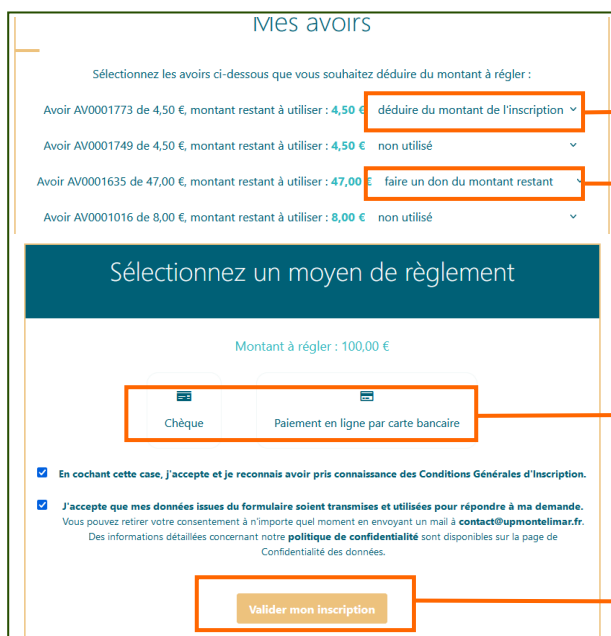 Mes avoirs
Sélectionnez les avoirs ci-dessous que vous souhaitez déduire du montant à régler :
Avoir AV0001773 de 4,50 €, montant restant à utiliser : 4,50 € déduire du montant de l'inscription
Avoir AV0001749 de 4,50 €, montant restant à utiliser : 4,50 € non utilisé
Avoir AV0001635 de 47,00 €, montant restant à utiliser : 47,00 € faire un don du montant restant
Avoir AV0001016 de 8,00 €, montant restant à utiliser : 8,00 € non utilisé
Sélectionnez un moyen de règlement
Montant à régler : 100,00 €
Chèque Paiement en ligne par carte bancaire
En cochant cette case, j'accepte et je reconnais avoir pris connaissance des Conditions Générales d'Inscription.
J'accepte que mes données issues du formulaire soient transmises et utilisées pour répondre à ma demande.
Vous pouvez retirer votre consentement à n'importe quel moment en envoyant un mail à contact@upmontelimar.fr.
Des informations détaillées concernant notre politique de confidentialité sont disponibles sur la page de
Confidentialité des données.
Valider mon inscription